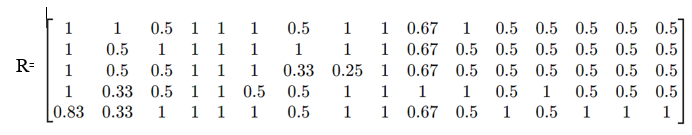 1 1 0.5 1 1 1 0.5 1 1 0.67 1 0.5 0.5 0.5 0.5 0.5
1 0.5 1 1 1 1 1 1 1 0.67 0.5 0.5 0.5 0.5 0.5 0.5
R= 1 0.5 0.5 1 1 1 0.33 0.25 1 0.67 0.5 0.5 0.5 0.5 0.5 0.5
1 0.33 0.5 1 1 0.5 0.5 1 1 1 1 0.5 1 0.5 0.5 0.5
0.83 0.33 1 1 1 1 0.5 1 1 0.67 0.5 1 0.5 1 1 1